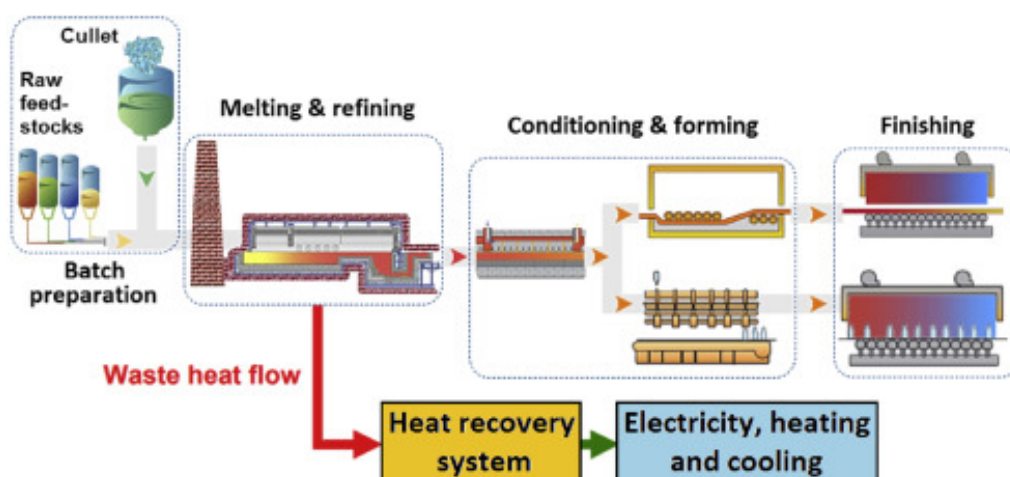 Cullet
Raw
feed-
stocks
Batch
preparation
Melting & refining
Conditioning & forming
Finishing
Waste heat flow
Heat recovery
system
Electricity, heating
and cooling